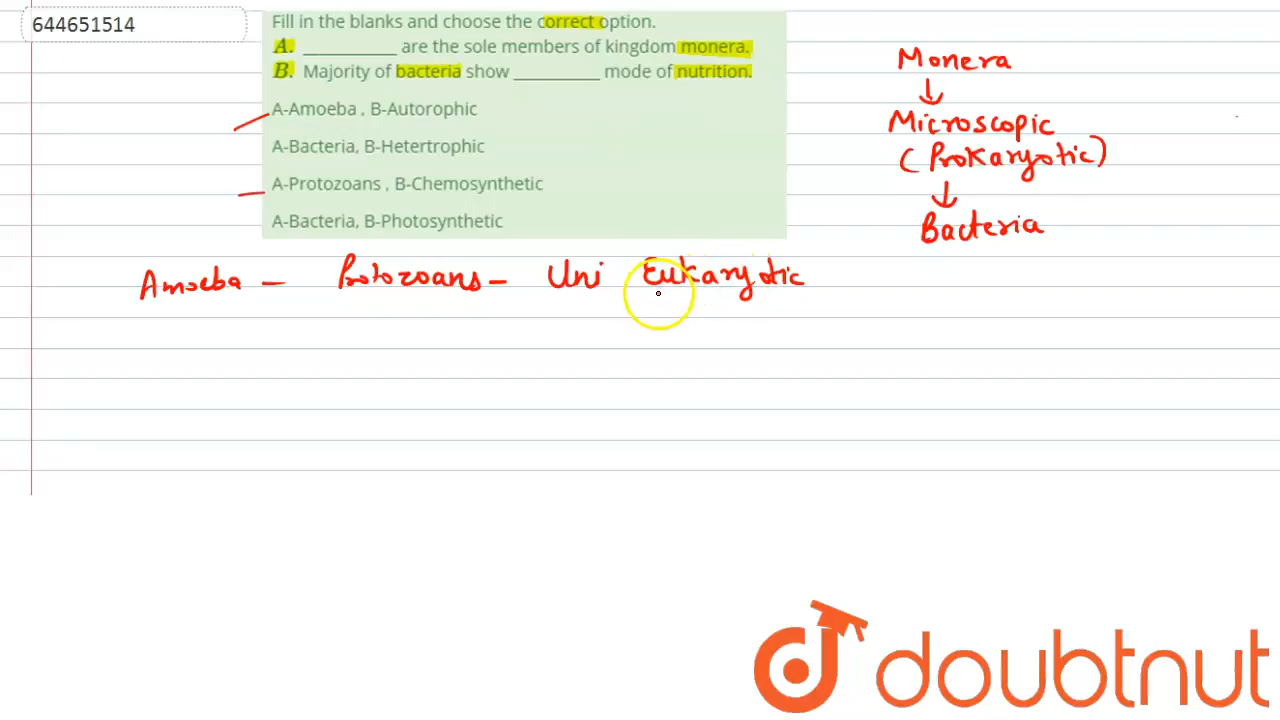 644651514
Fill in the blanks and choose the correct option.
A. __________ are the sole members of kingdom monera.
B. Majority of bacteria show _________ mode of nutrition.
A-Amoeba , B-Autorophic
A-Bacteria, B-Hetertrophic
A-Protozoans , B-Chemosynthetic
A-Bacteria, B-Photosynthetic
Monera
↓
Microscopic
(Prokaryotic)
↓
Bacteria
Amoeba - Protozoans - Uni Eukaryotic
doubtnut